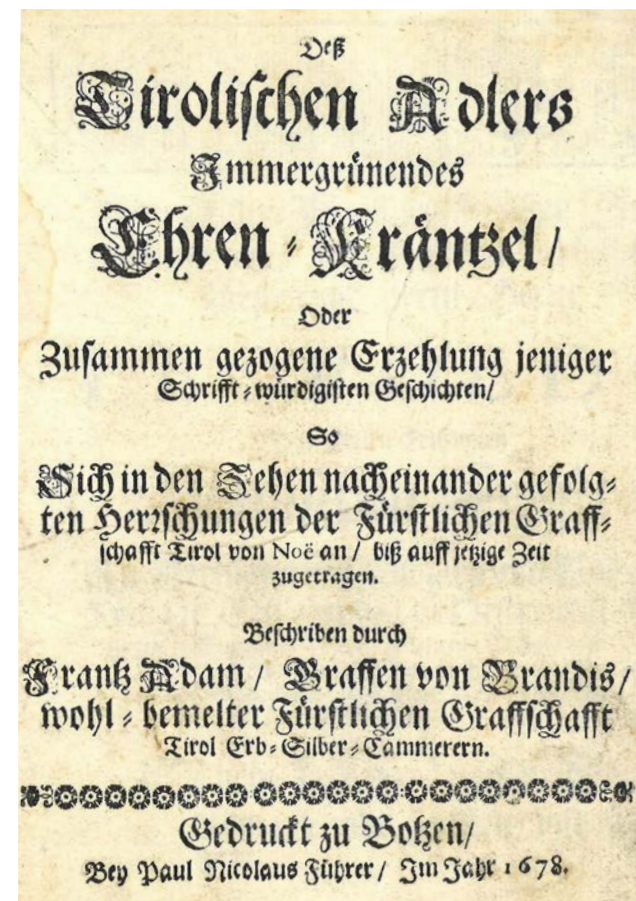 Deß
Tirolischen Adlers
Immergrünendes
Ehren-Kräntzel/
Oder
Zusammen gezogene Erzehlung jeniger
Schrifft-würdigisten Geschichten/
So
Sich in den Zehen nacheinander gefolg-
ten Herrschungen der Fürstlichen Graff-
schafft Tirol von Noë an/ biß auff jetzige Zeit
zugetragen.
Beschriben durch
Frantz Adam/ Graffen von Brandis/
wohl-bemelter Fürstlichen Graffschafft
Tirol Erb-Silber-Cammerern.
Gedruckt zu Botzen/
Bey Paul Nicolaus Führer/ Im Jahr 1678.